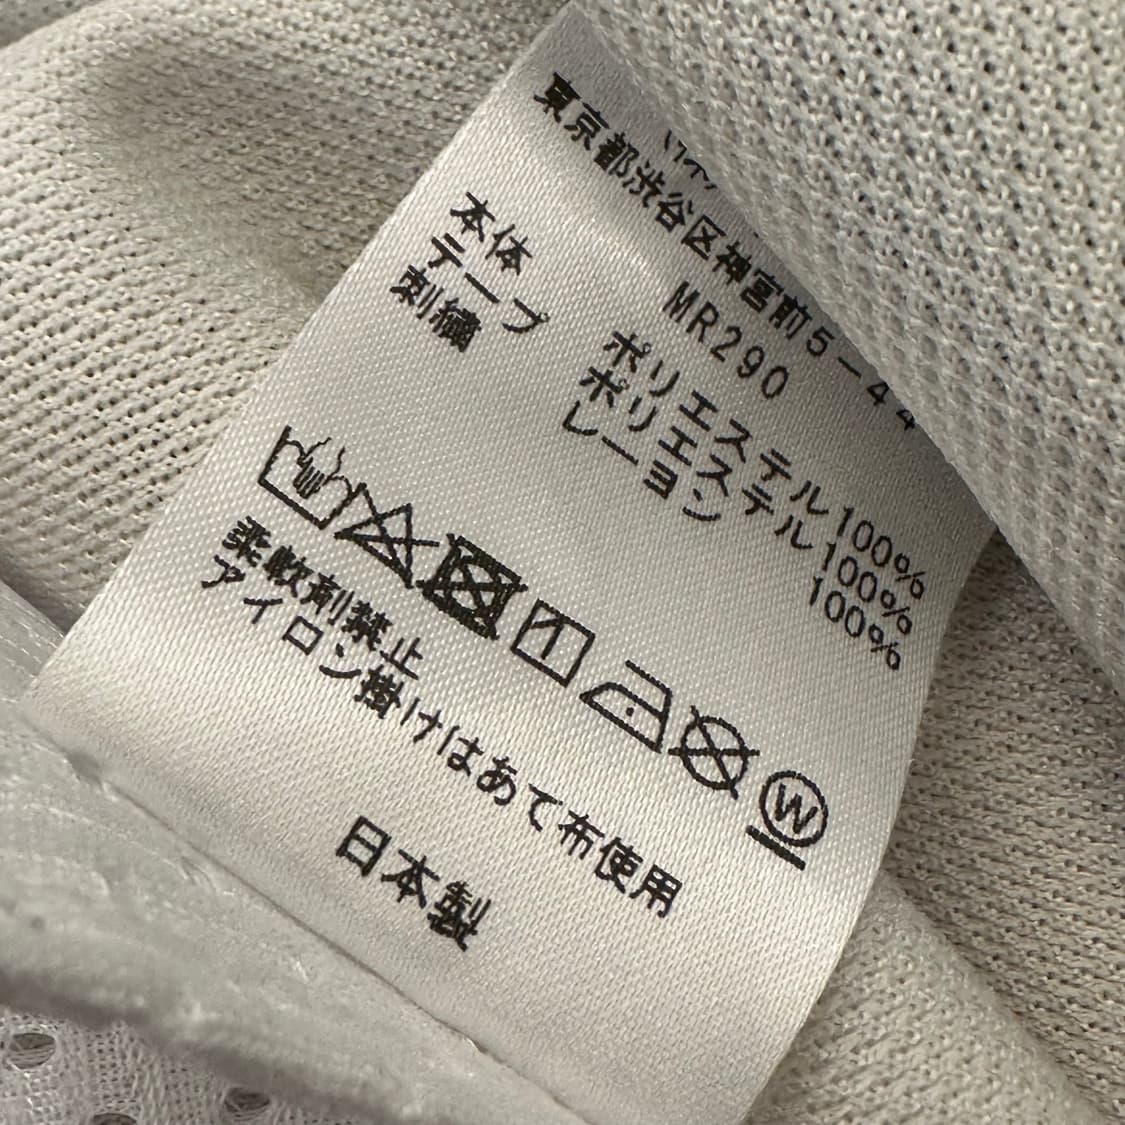 東京都渋谷区神宮前5-44
MR290
本体 ポリエステル100%
テープ ポリエステル100%
刺繍 レーヨン 100%
W
柔軟剤禁止
アイロン掛けはあて布使用
日本製